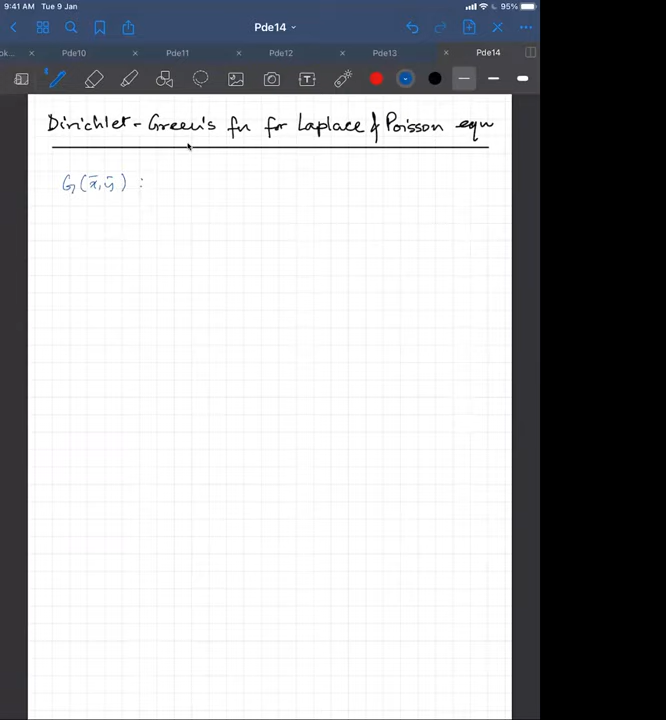 9:41 AM Tue 9 Jan
95%
Pde14
Pde10
Pde11
Pde12
Pde13
Pde14
T
Dirichlet - Green's fn for Laplace & Poisson equn
G(x̄, ȳ) :